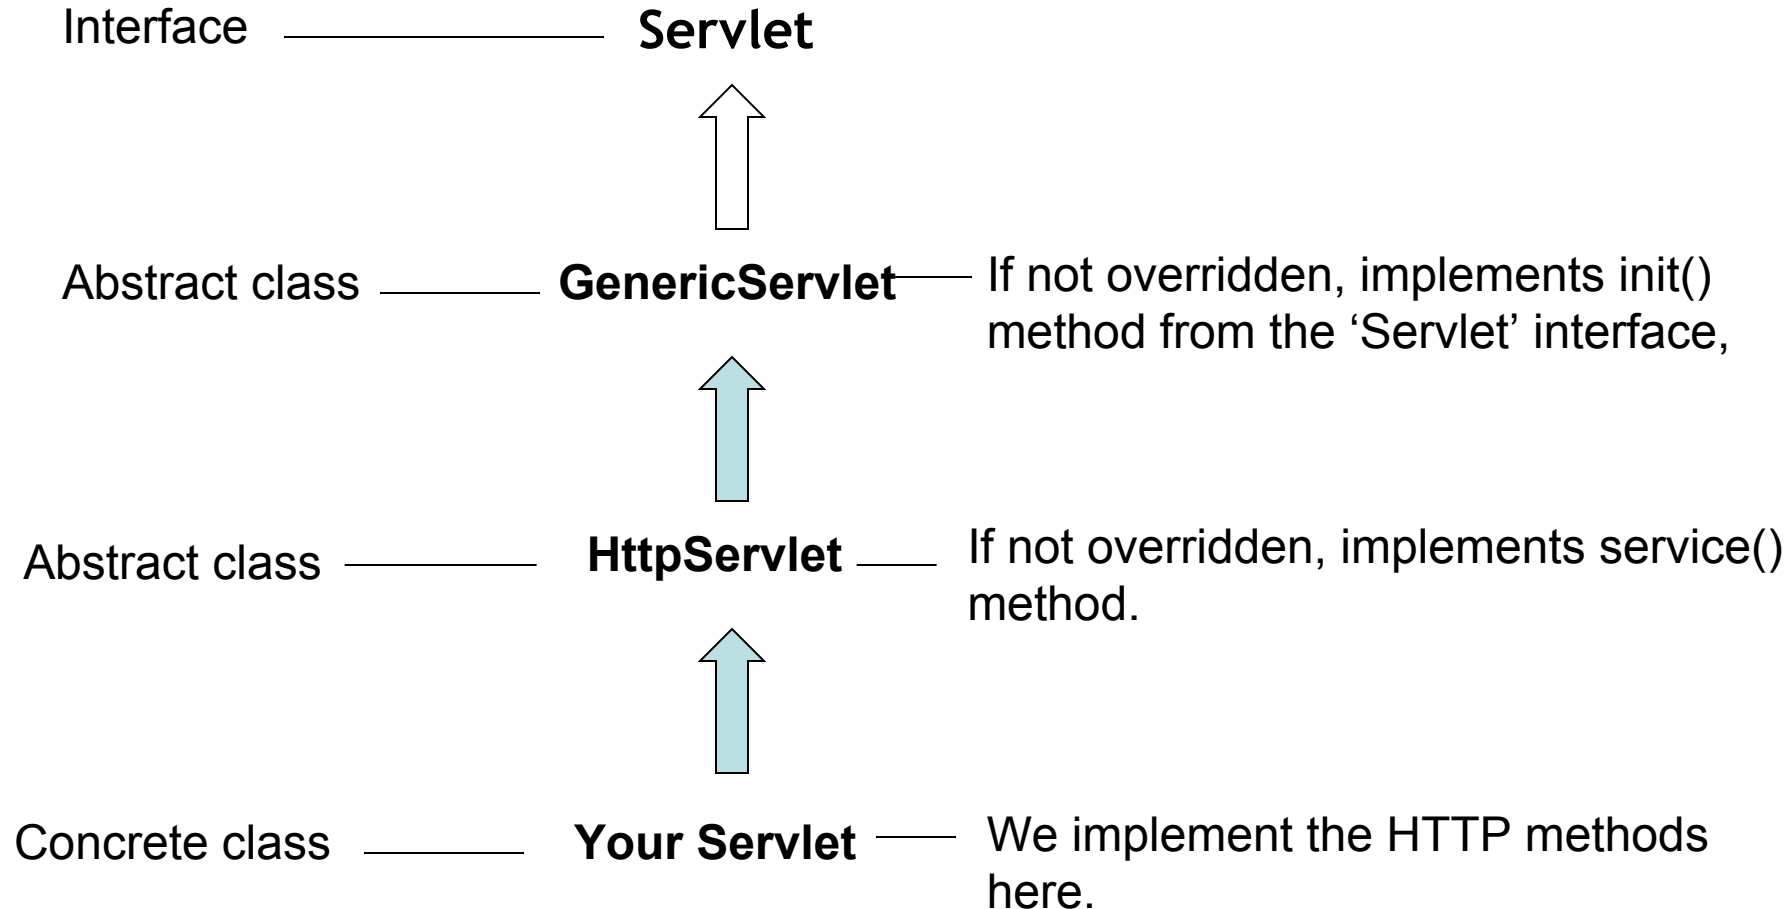 Interface Servlet
Abstract class GenericServlet If not overridden, implements init()
method from the ‘Servlet’ interface,
Abstract class HttpServlet If not overridden, implements service()
method.
Concrete class Your Servlet We implement the HTTP methods
here.